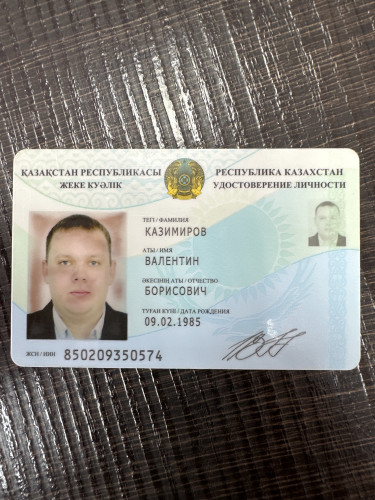 ҚАЗАҚСТАН РЕСПУБЛИКАСЫ
ЖЕКЕ КУӘЛІК
РЕСПУБЛИКА КАЗАХСТАН
УДОСТОВЕРЕНИЕ ЛИЧНОСТИ
ТЕГІ / ФАМИЛИЯ
КАЗИМИРОВ
АТЫ / ИМЯ
ВАЛЕНТИН
ӘКЕСІНІҢ АТЫ / ОТЧЕСТВО
БОРИСОВИЧ
ТУҒАН КҮНІ / ДАТА РОЖДЕНИЯ
09.02.1985
ЖСН / ИИН 850209350574